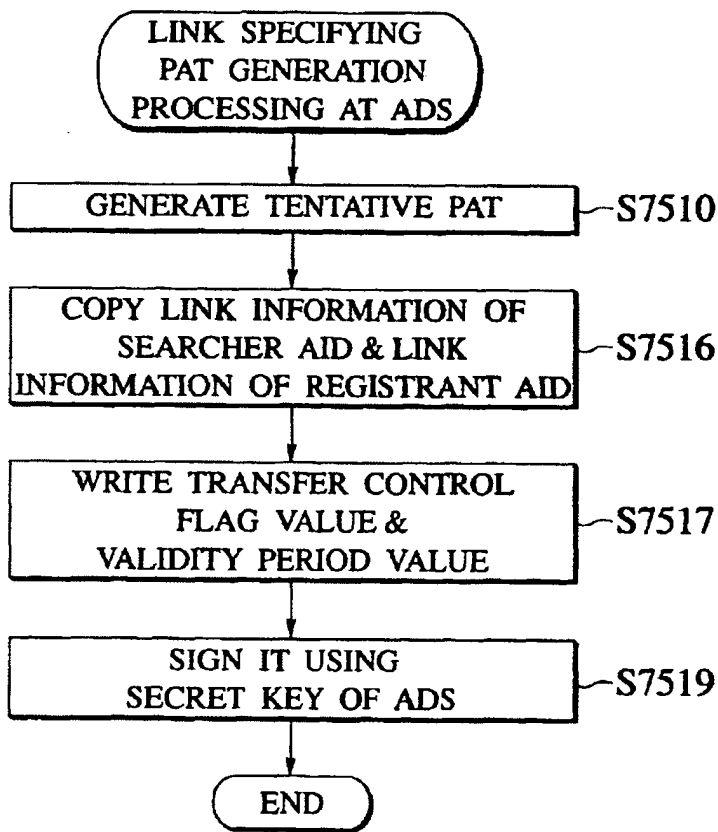 LINK SPECIFYING
PAT GENERATION
PROCESSING AT ADS
GENERATE TENTATIVE PAT
S7510
COPY LINK INFORMATION OF
SEARCHER AID & LINK
INFORMATION OF REGISTRANT AID
S7516
WRITE TRANSFER CONTROL
FLAG VALUE &
VALIDITY PERIOD VALUE
S7517
SIGN IT USING
SECRET KEY OF ADS
S7519
END